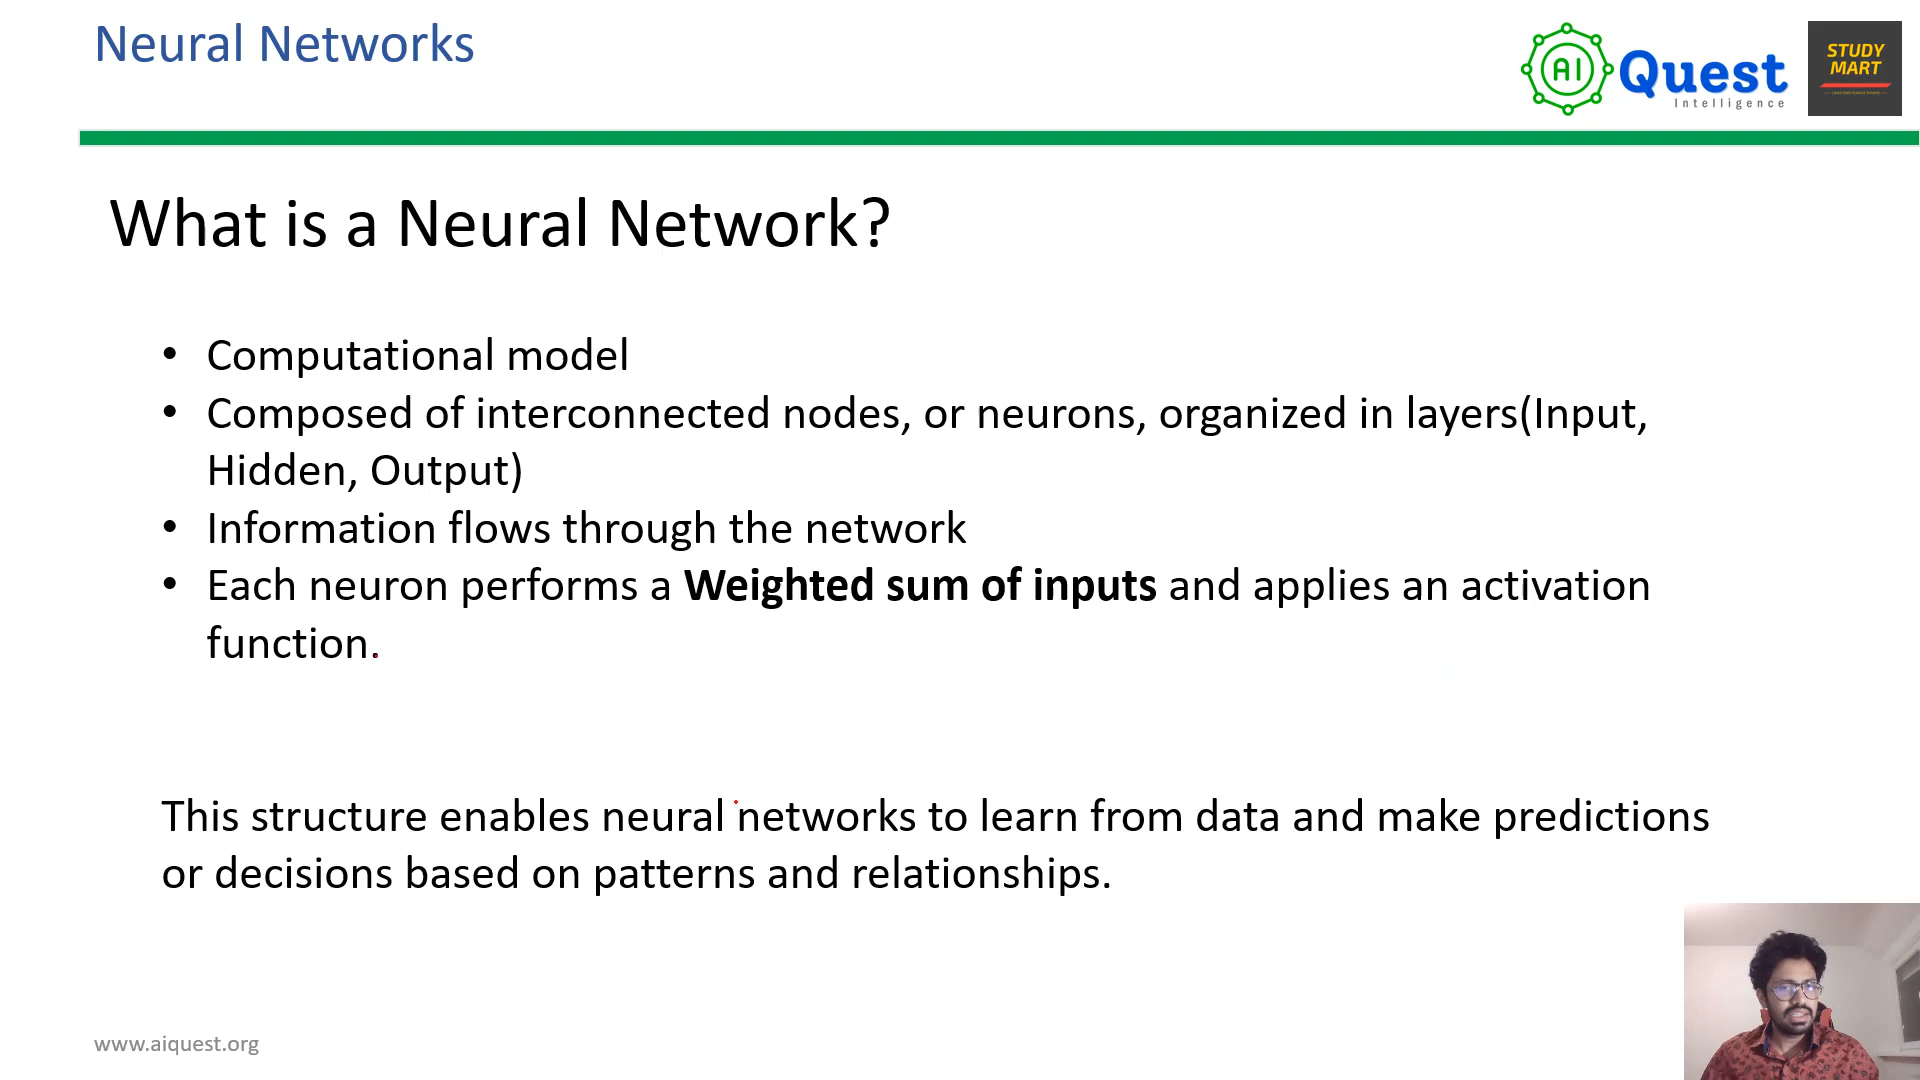 Neural Networks
AI Quest
Intelligence
STUDY
MART
What is a Neural Network?
• Computational model
• Composed of interconnected nodes, or neurons, organized in layers(Input,
Hidden, Output)
• Information flows through the network
• Each neuron performs a Weighted sum of inputs and applies an activation
function.
This structure enables neural networks to learn from data and make predictions
or decisions based on patterns and relationships.
www.aiquest.org